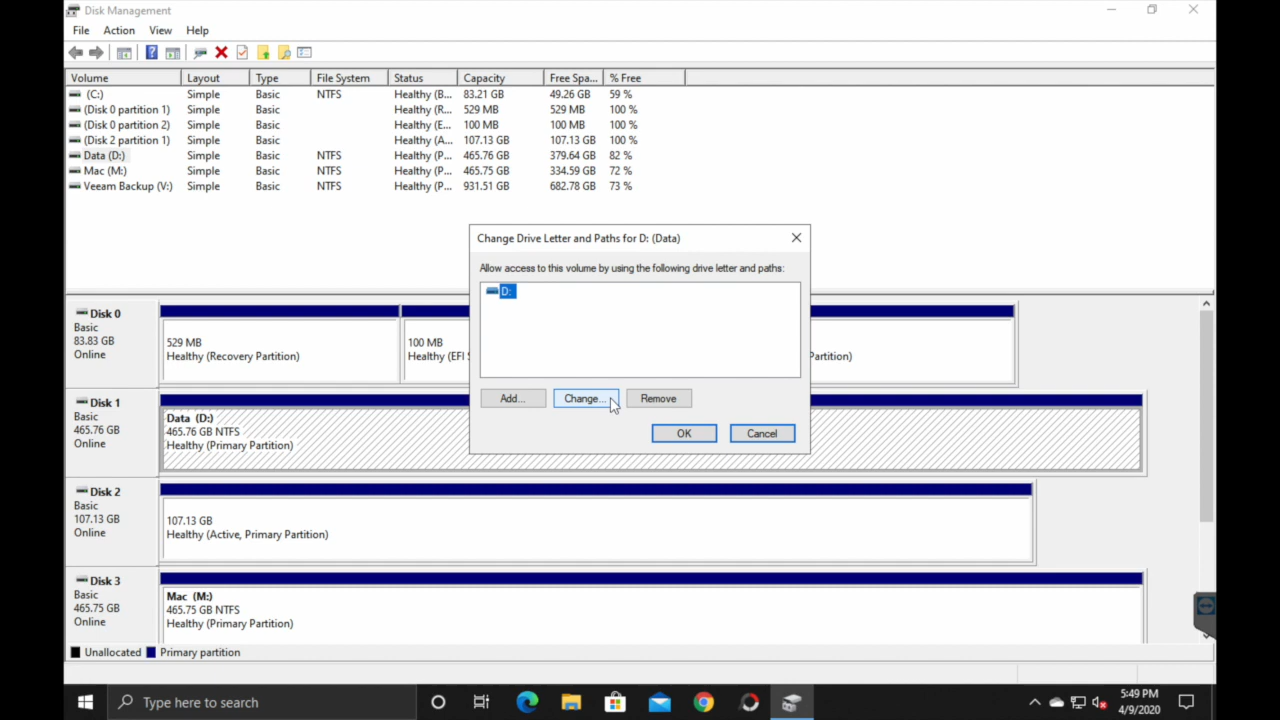 Disk Management
File Action View Help
Volume Layout Type File System Status Capacity Free Spa... % Free
(C:) Simple Basic NTFS Healthy (B... 83.21 GB 49.26 GB 59 %
(Disk 0 partition 1) Simple Basic Healthy (R... 529 MB 529 MB 100 %
(Disk 0 partition 2) Simple Basic Healthy (E... 100 MB 100 MB 100 %
(Disk 2 partition 1) Simple Basic Healthy (A... 107.13 GB 107.13 GB 100 %
Data (D:) Simple Basic NTFS Healthy (P... 465.76 GB 379.64 GB 82 %
Mac (M:) Simple Basic NTFS Healthy (P... 465.75 GB 334.59 GB 72 %
Veeam Backup (V:) Simple Basic NTFS Healthy (P... 931.51 GB 682.78 GB 73 %
Change Drive Letter and Paths for D: (Data)
Allow access to this volume by using the following drive letter and paths:
D:
Add... Change... Remove
OK Cancel
Disk 0
Basic
83.83 GB
Online
529 MB
Healthy (Recovery Partition)
100 MB
Healthy (EFI S
Partition)
Disk 1
Basic
465.76 GB
Online
Data (D:)
465.76 GB NTFS
Healthy (Primary Partition)
Disk 2
Basic
107.13 GB
Online
107.13 GB
Healthy (Active, Primary Partition)
Disk 3
Basic
465.75 GB
Online
Mac (M:)
465.75 GB NTFS
Healthy (Primary Partition)
Unallocated Primary partition
Type here to search
5:49 PM
4/9/2020